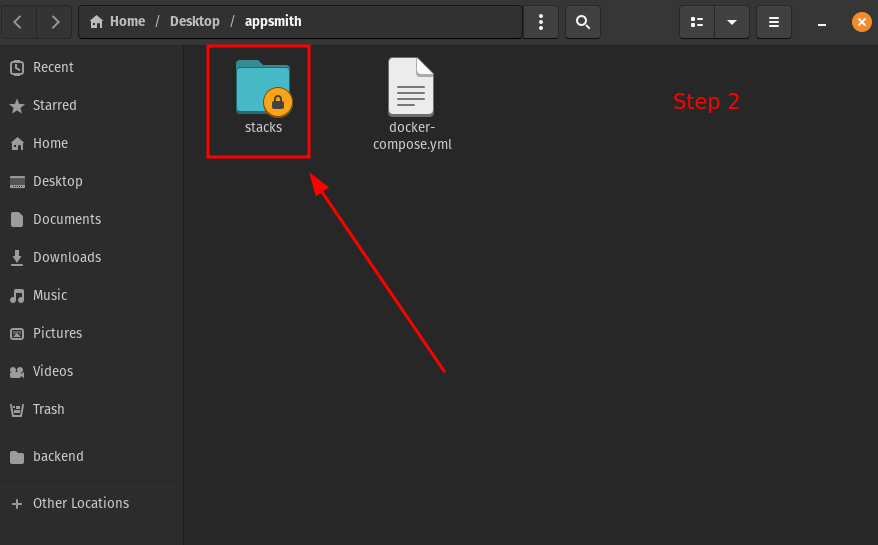 Home / Desktop / appsmith
Recent
Starred
Home
Desktop
Documents
Downloads
Music
Pictures
Videos
Trash
backend
Other Locations
stacks
docker-
compose.yml
Step 2